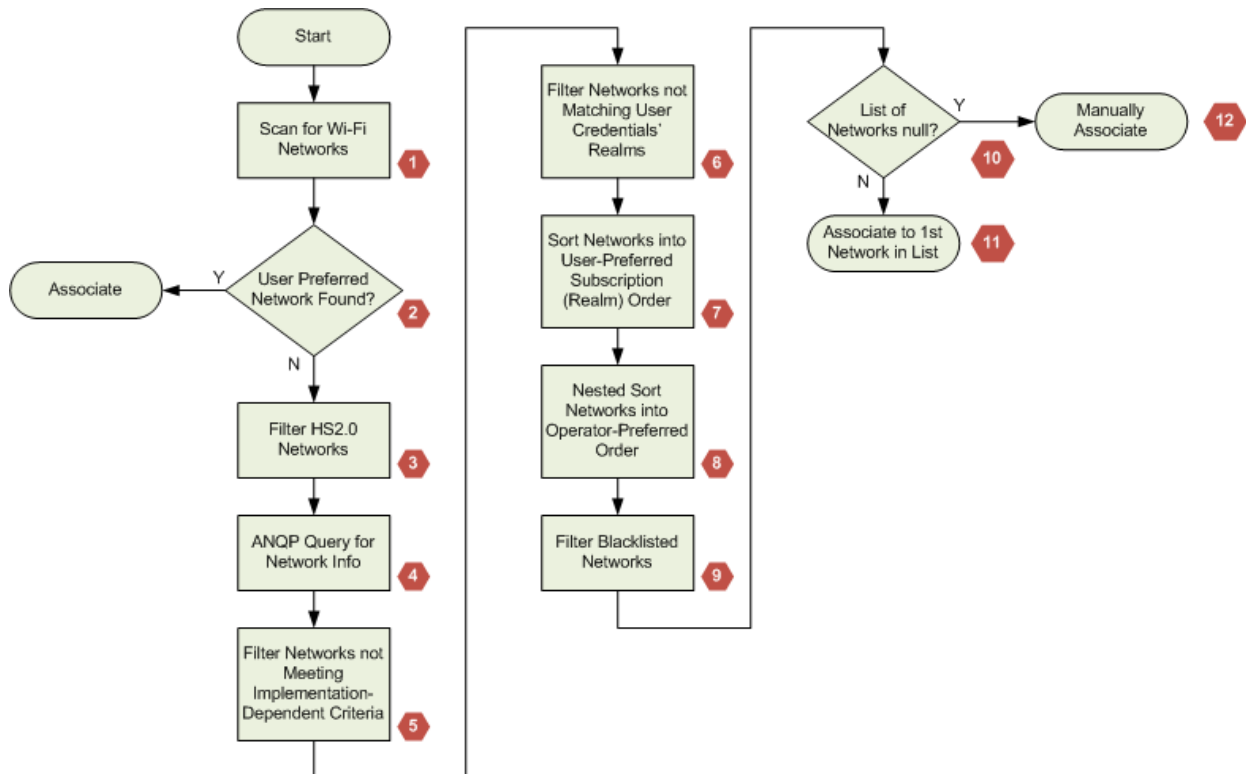 Start
Scan for Wi-Fi
Networks
1
User Preferred
Network Found?
2
Y
Associate
N
Filter HS2.0
Networks
3
ANQP Query for
Network Info
4
Filter Networks not
Meeting
Implementation-
Dependent Criteria
5
Filter Networks not
Matching User
Credentials'
Realms
6
Sort Networks into
User-Preferred
Subscription
(Realm) Order
7
Nested Sort
Networks into
Operator-Preferred
Order
8
Filter Blacklisted
Networks
9
List of
Networks null?
10
Y
Manually
Associate
12
N
Associate to 1st
Network in List
11